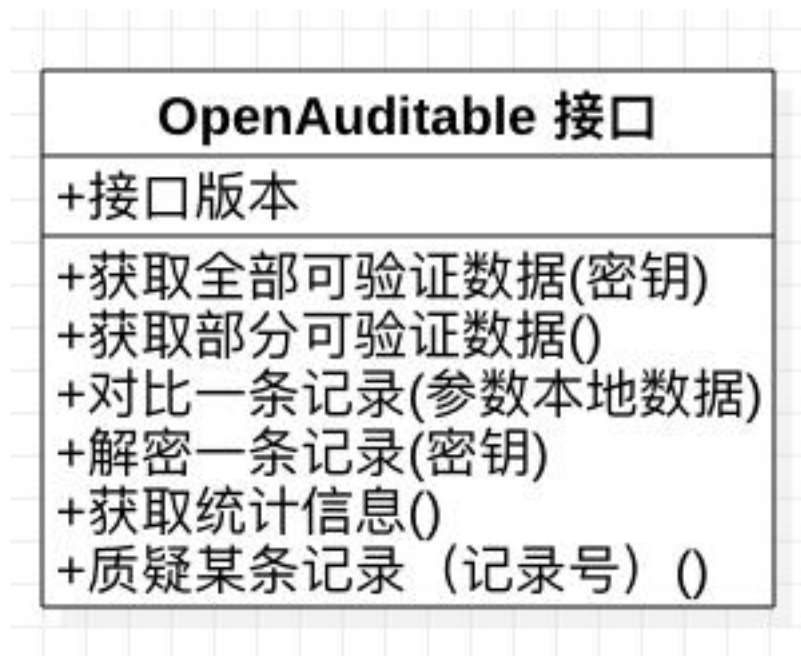 OpenAuditable 接口
+接口版本
+获取全部可验证数据(密钥)
+获取部分可验证数据()
+对比一条记录(参数本地数据)
+解密一条记录(密钥)
+获取统计信息()
+质疑某条记录（记录号）()